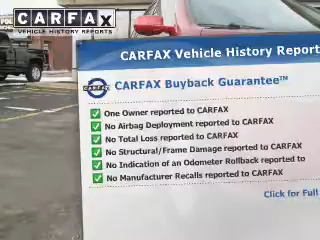 CARFAX
VEHICLE HISTORY REPORTS
CARFAX Vehicle History Report
CARFAX Buyback Guarantee™
One Owner reported to CARFAX
No Airbag Deployment reported to CARFAX
No Total Loss reported to CARFAX
No Structural/Frame Damage reported to CARFAX
No Indication of an Odometer Rollback reported to
No Manufacturer Recalls reported to CARFAX
Click for Full